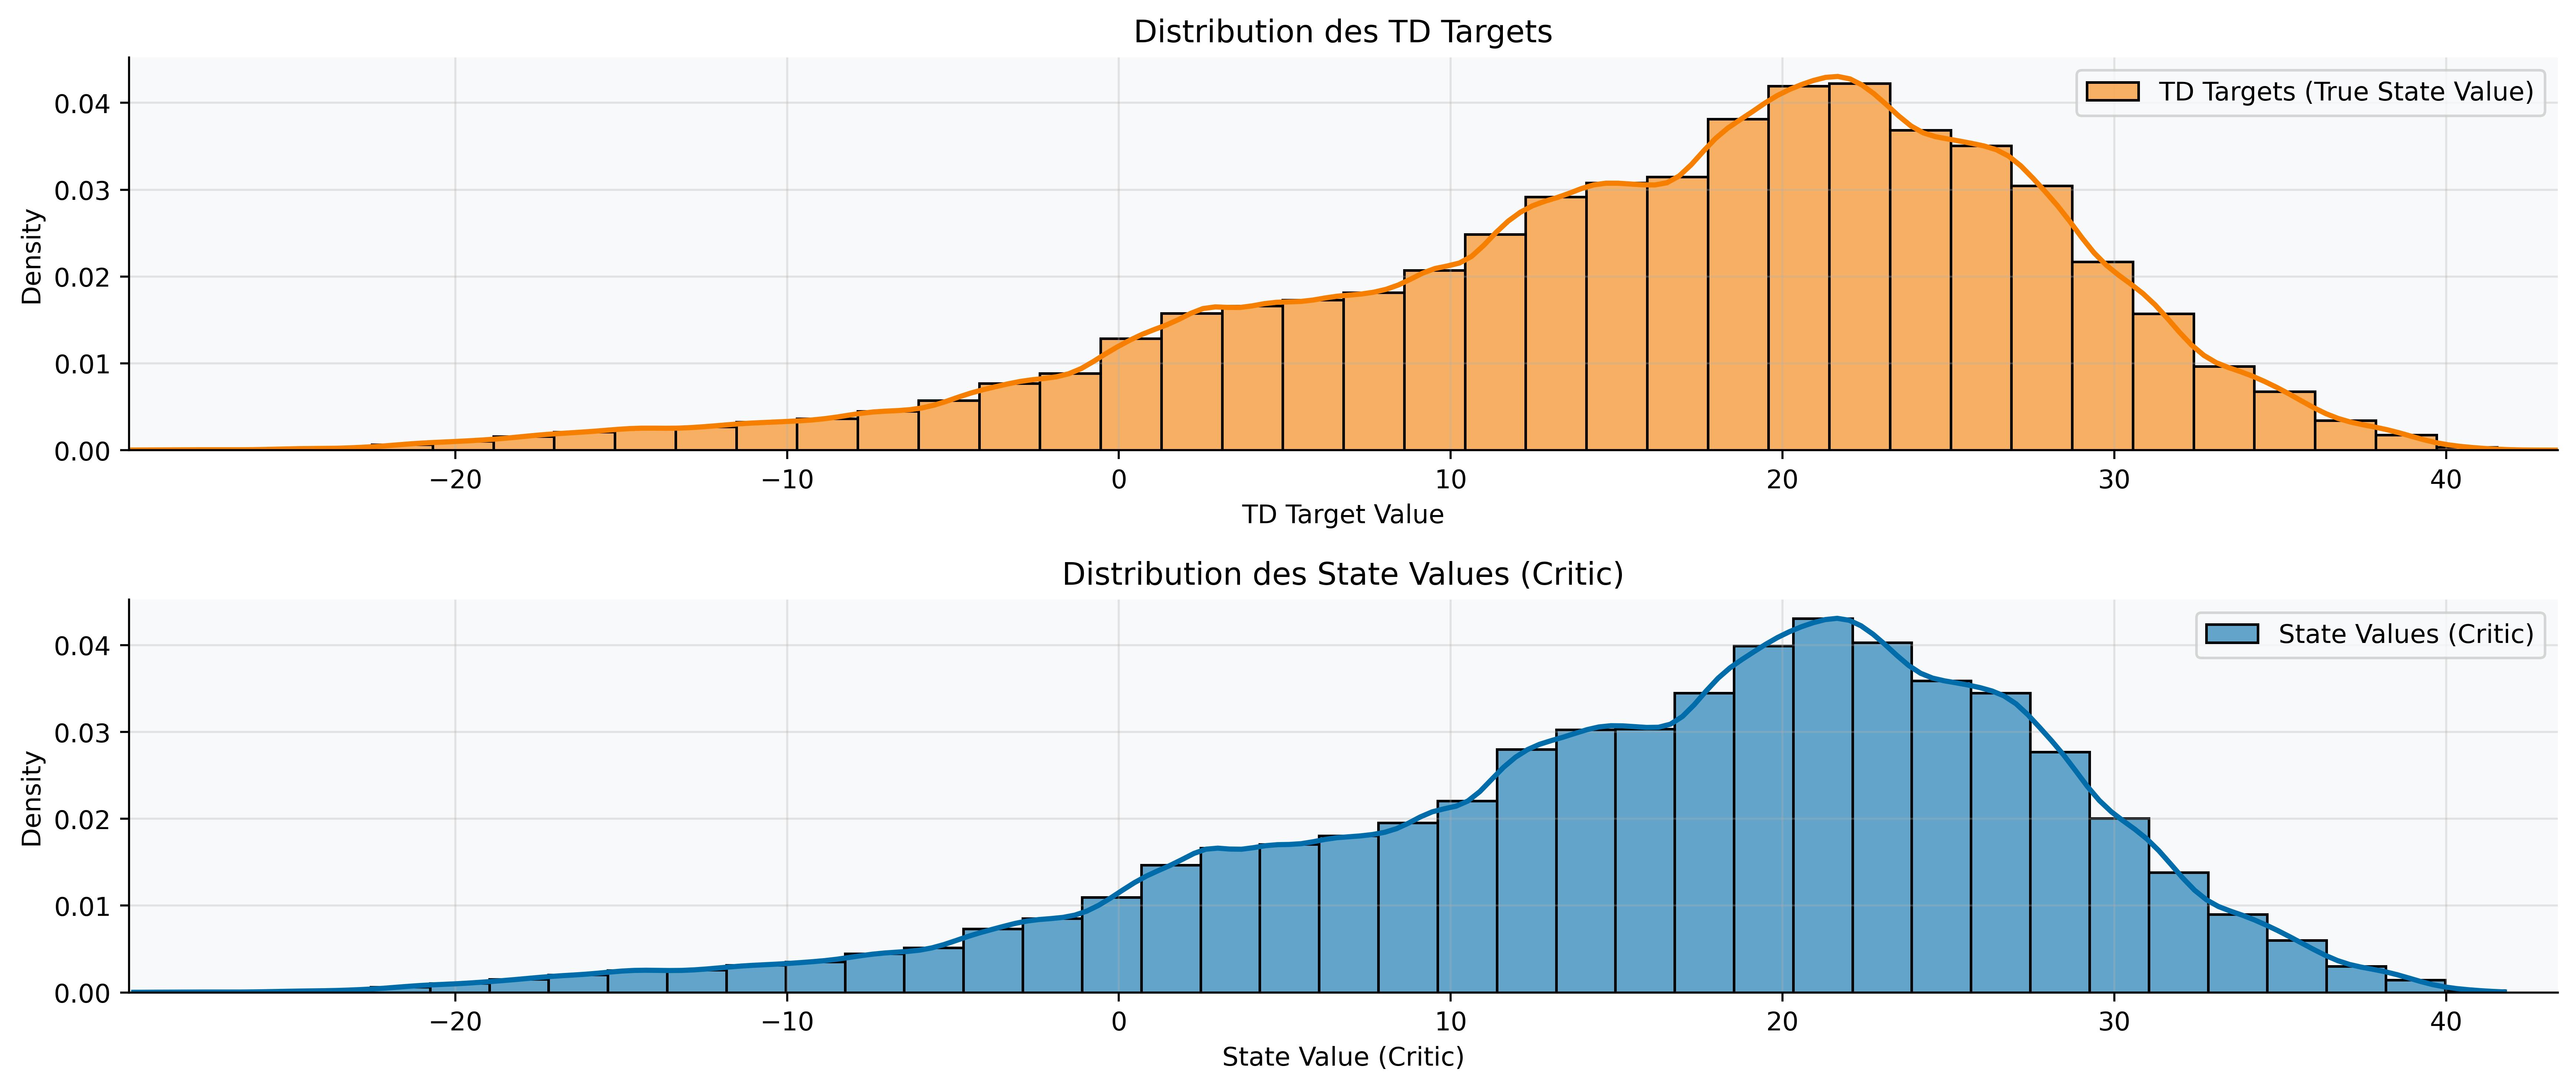 Distribution des TD Targets
TD Targets (True State Value)
Density
0.04
0.03
0.02
0.01
0.00
−20 −10 0 10 20 30 40
TD Target Value
Distribution des State Values (Critic)
State Values (Critic)
Density
0.04
0.03
0.02
0.01
0.00
−20 −10 0 10 20 30 40
State Value (Critic)